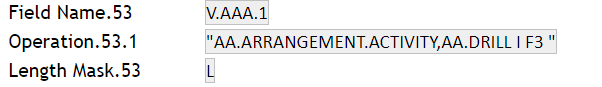 Field Name.53 V.AAA.1
Operation.53.1 "AA.ARRANGEMENT.ACTIVITY,AA.DRILL I F3 "
Length Mask.53 L